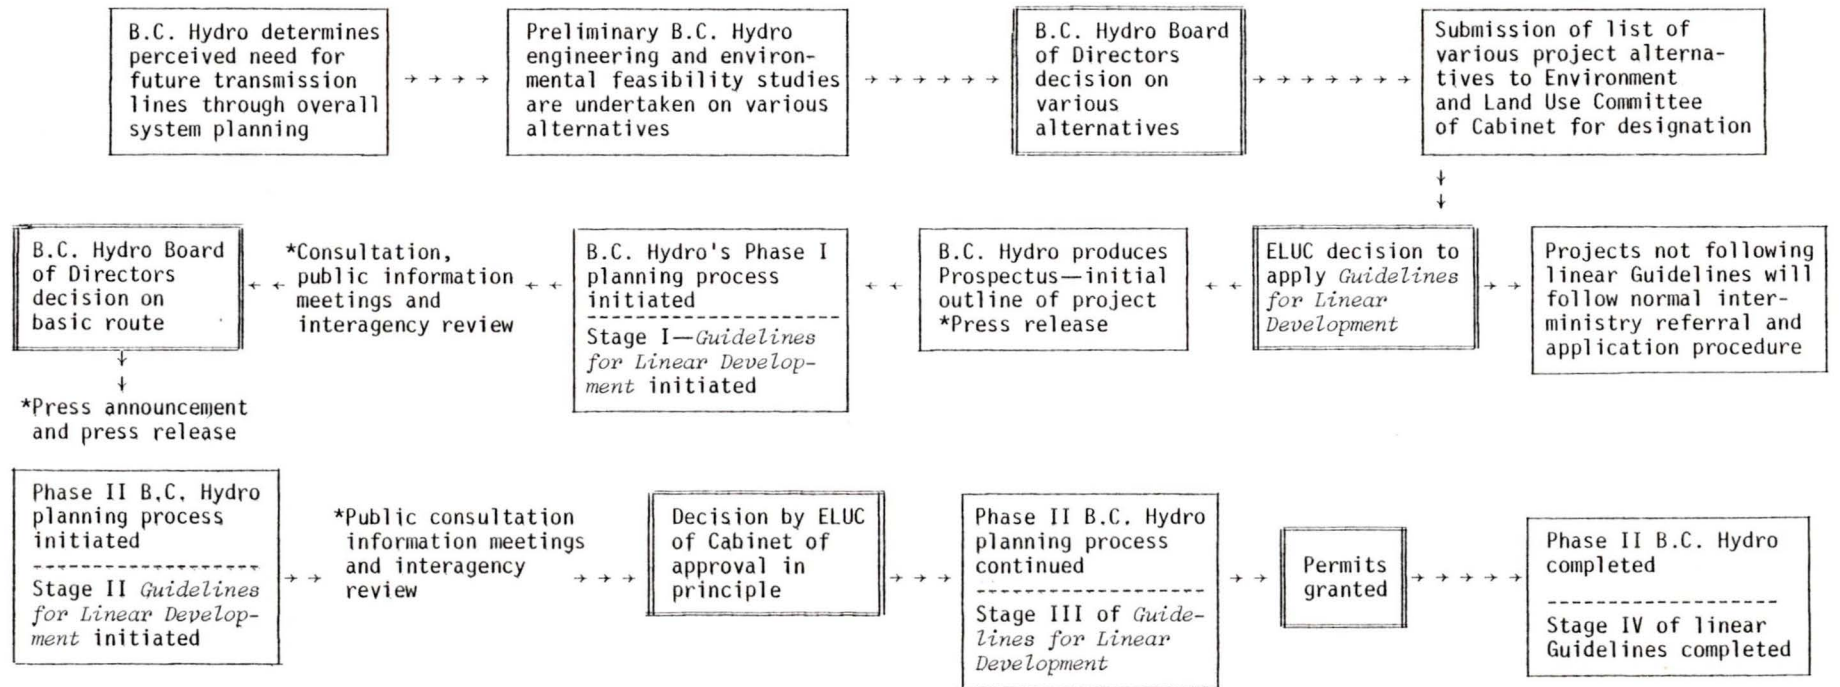 B.C. Hydro determines
perceived need for
future transmission
lines through overall
system planning
Preliminary B.C. Hydro
engineering and environ-
mental feasibility studies
are undertaken on various
alternatives
B.C. Hydro Board
of Directors
decision on
various
alternatives
Submission of list of
various project alterna-
tives to Environment
and Land Use Committee
of Cabinet for designation
ELUC decision to
apply Guidelines
for Linear
Development
Projects not following
linear Guidelines will
follow normal inter-
ministry referral and
application procedure
B.C. Hydro produces
Prospectus—initial
outline of project
*Press release
B.C. Hydro's Phase I
planning process
initiated
Stage I—Guidelines
for Linear Develop-
ment initiated
*Consultation,
public information
meetings and
interagency review
B.C. Hydro Board
of Directors
decision on
basic route
*Press announcement
and press release
Phase II B.C. Hydro
planning process
initiated
Stage II Guidelines
for Linear Develop-
ment initiated
*Public consultation
information meetings
and interagency
review
Decision by ELUC
of Cabinet of
approval in
principle
Phase II B.C. Hydro
planning process
continued
Stage III of Guide-
lines for Linear
Development
Permits
granted
Phase II B.C. Hydro
completed
Stage IV of linear
Guidelines completed